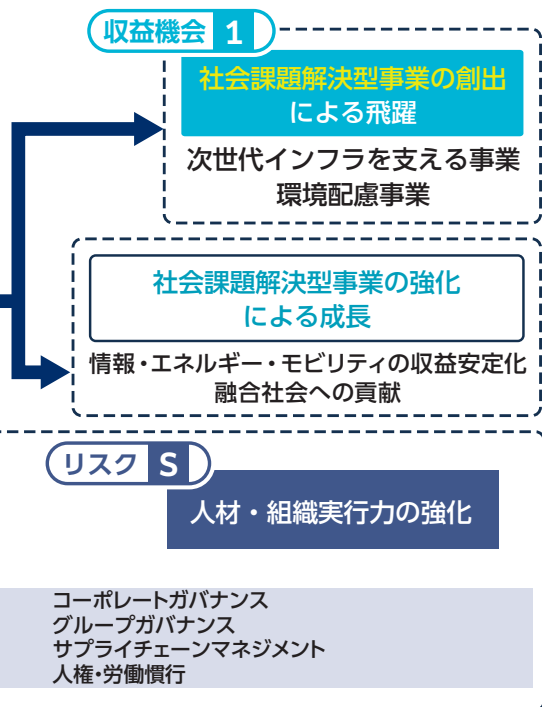 収益機会 1
社会課題解決型事業の創出
による飛躍
次世代インフラを支える事業
環境配慮事業
社会課題解決型事業の強化
による成長
情報・エネルギー・モビリティの収益安定化
融合社会への貢献
リスク S
人材・組織実行力の強化
コーポレートガバナンス
グループガバナンス
サプライチェーンマネジメント
人権・労働慣行